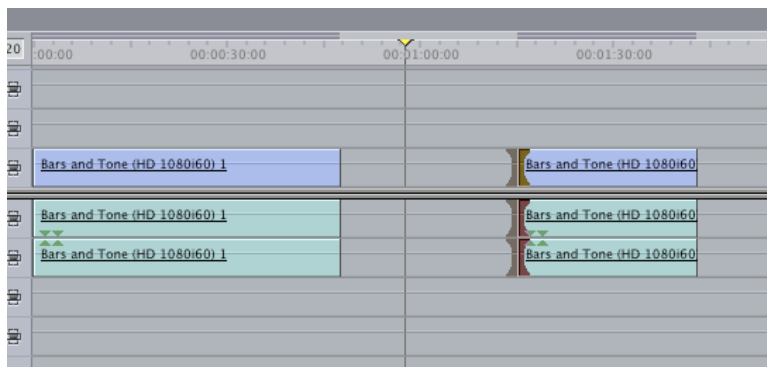 20 :00:00 00:00:30:00 00:01:00:00 00:01:30:00
Bars and Tone (HD 1080i60) 1 Bars and Tone (HD 1080i60)
Bars and Tone (HD 1080i60) 1 Bars and Tone (HD 1080i60
Bars and Tone (HD 1080i60) 1 Bars and Tone (HD 1080i60